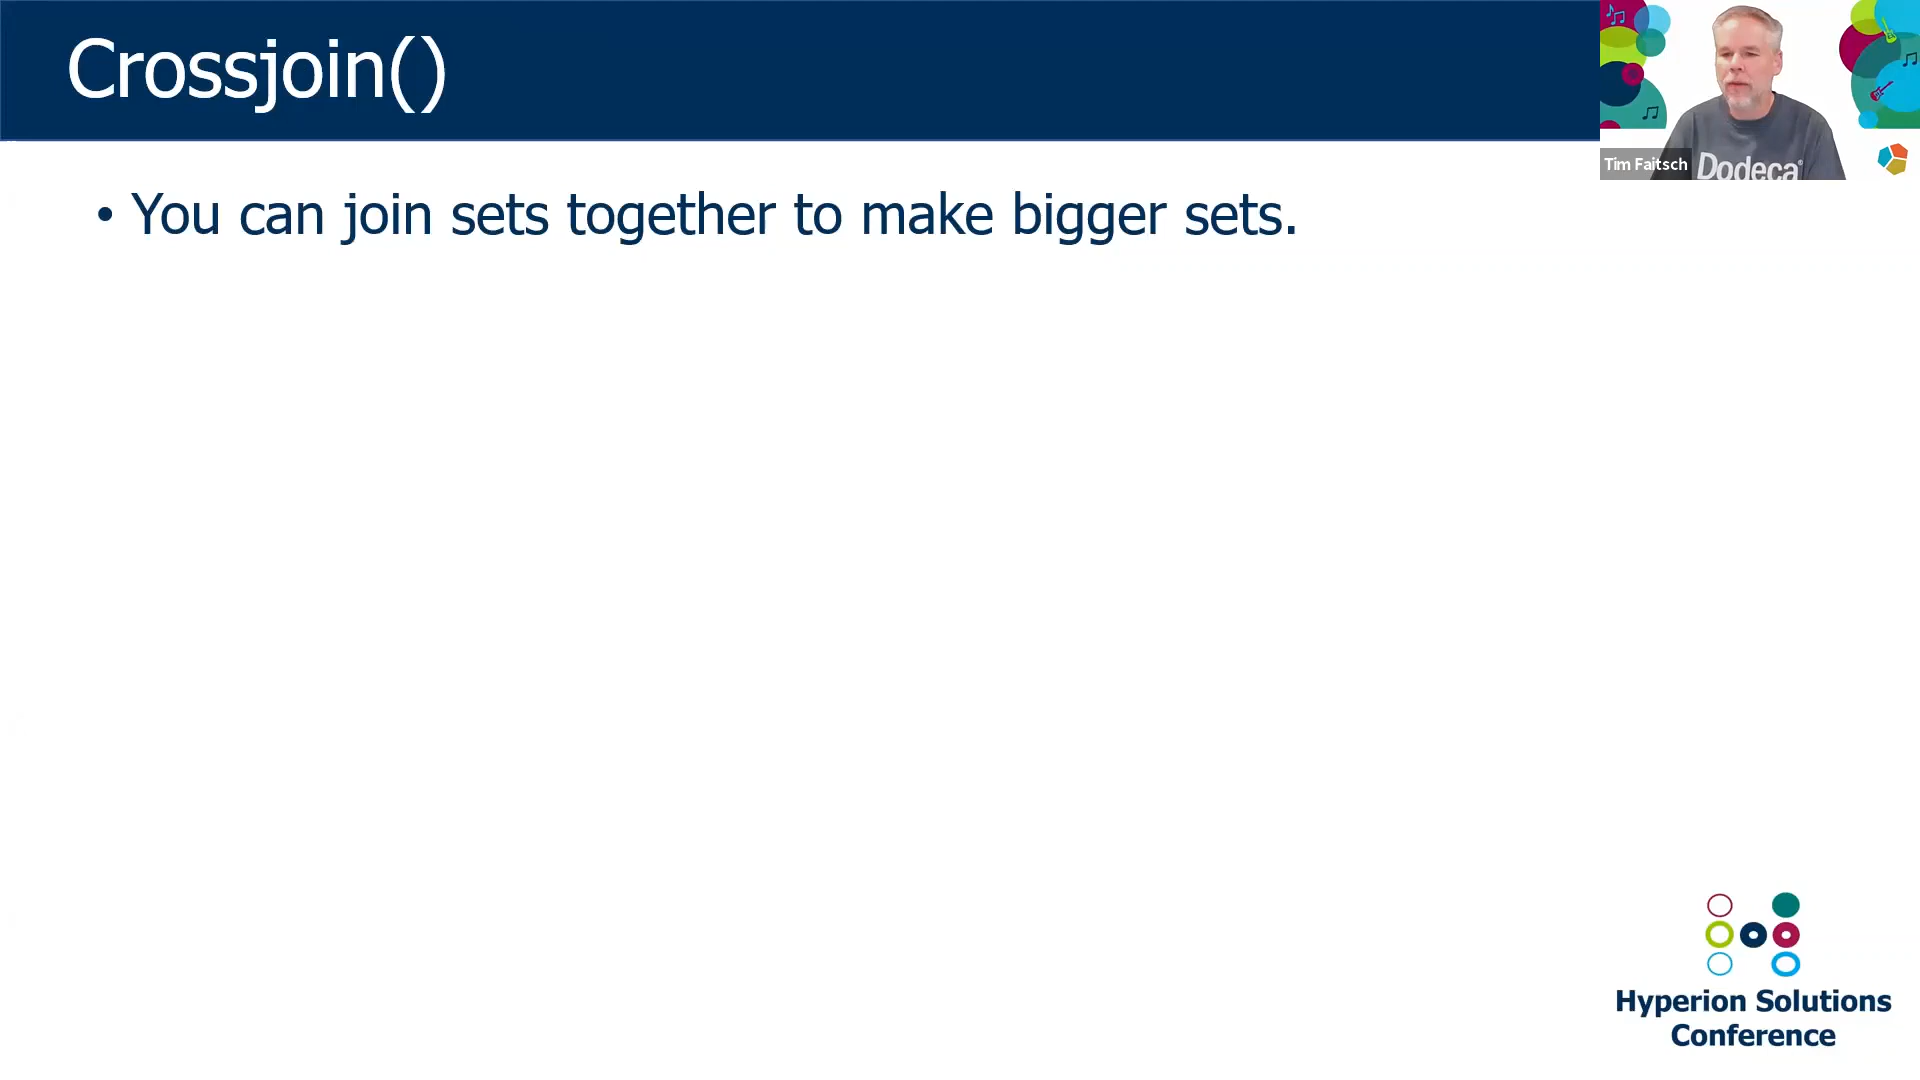 Crossjoin()
Tim Faitsch
Dodeca®
• You can join sets together to make bigger sets.
Hyperion Solutions
Conference